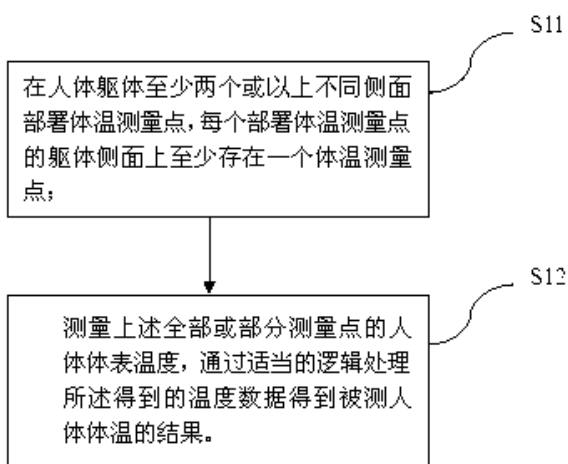 S11
在人体躯体至少两个或以上不同侧面
部署体温测量点，每个部署体温测量点
的躯体侧面上至少存在一个体温测量
点；
S12
测量上述全部或部分测量点的人
体体表温度，通过适当的逻辑处理
所述得到的温度数据得到被测人
体体温的结果。